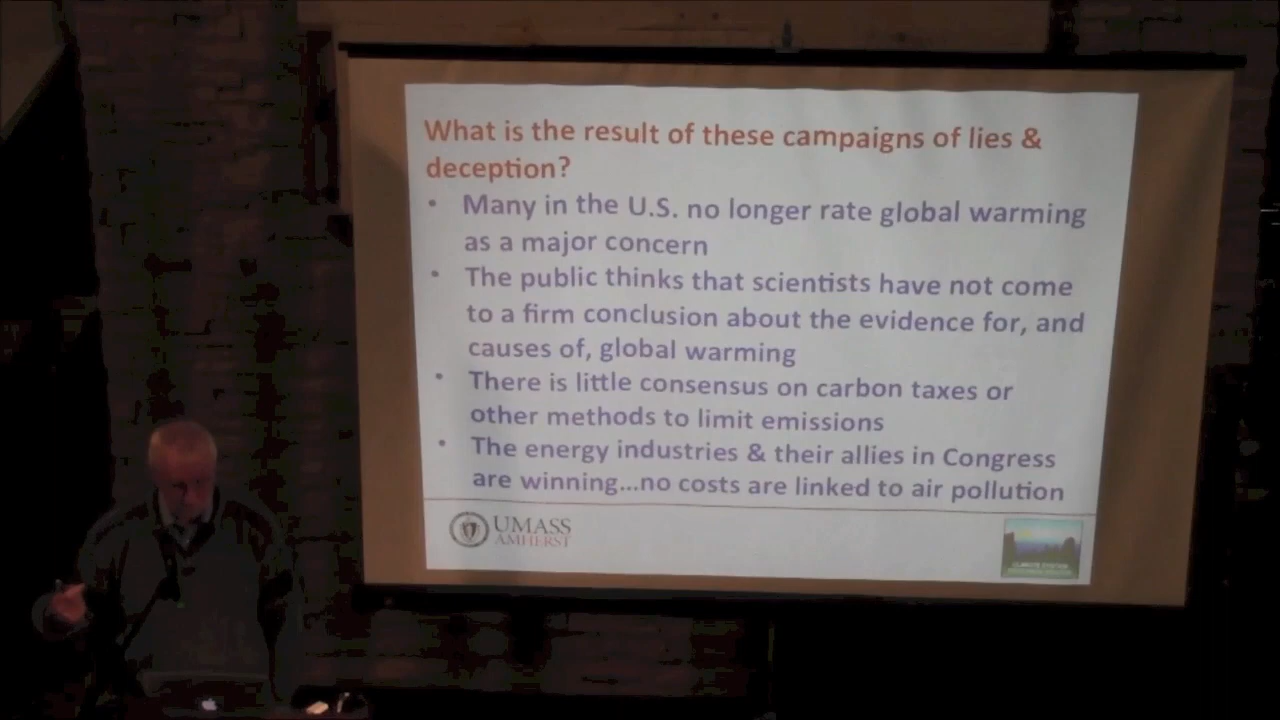 What is the result of these campaigns of lies &
deception?
• Many in the U.S. no longer rate global warming
as a major concern
• The public thinks that scientists have not come
to a firm conclusion about the evidence for, and
causes of, global warming
• There is little consensus on carbon taxes or
other methods to limit emissions
• The energy industries & their allies in Congress
are winning...no costs are linked to air pollution
UMASS
AMHERST